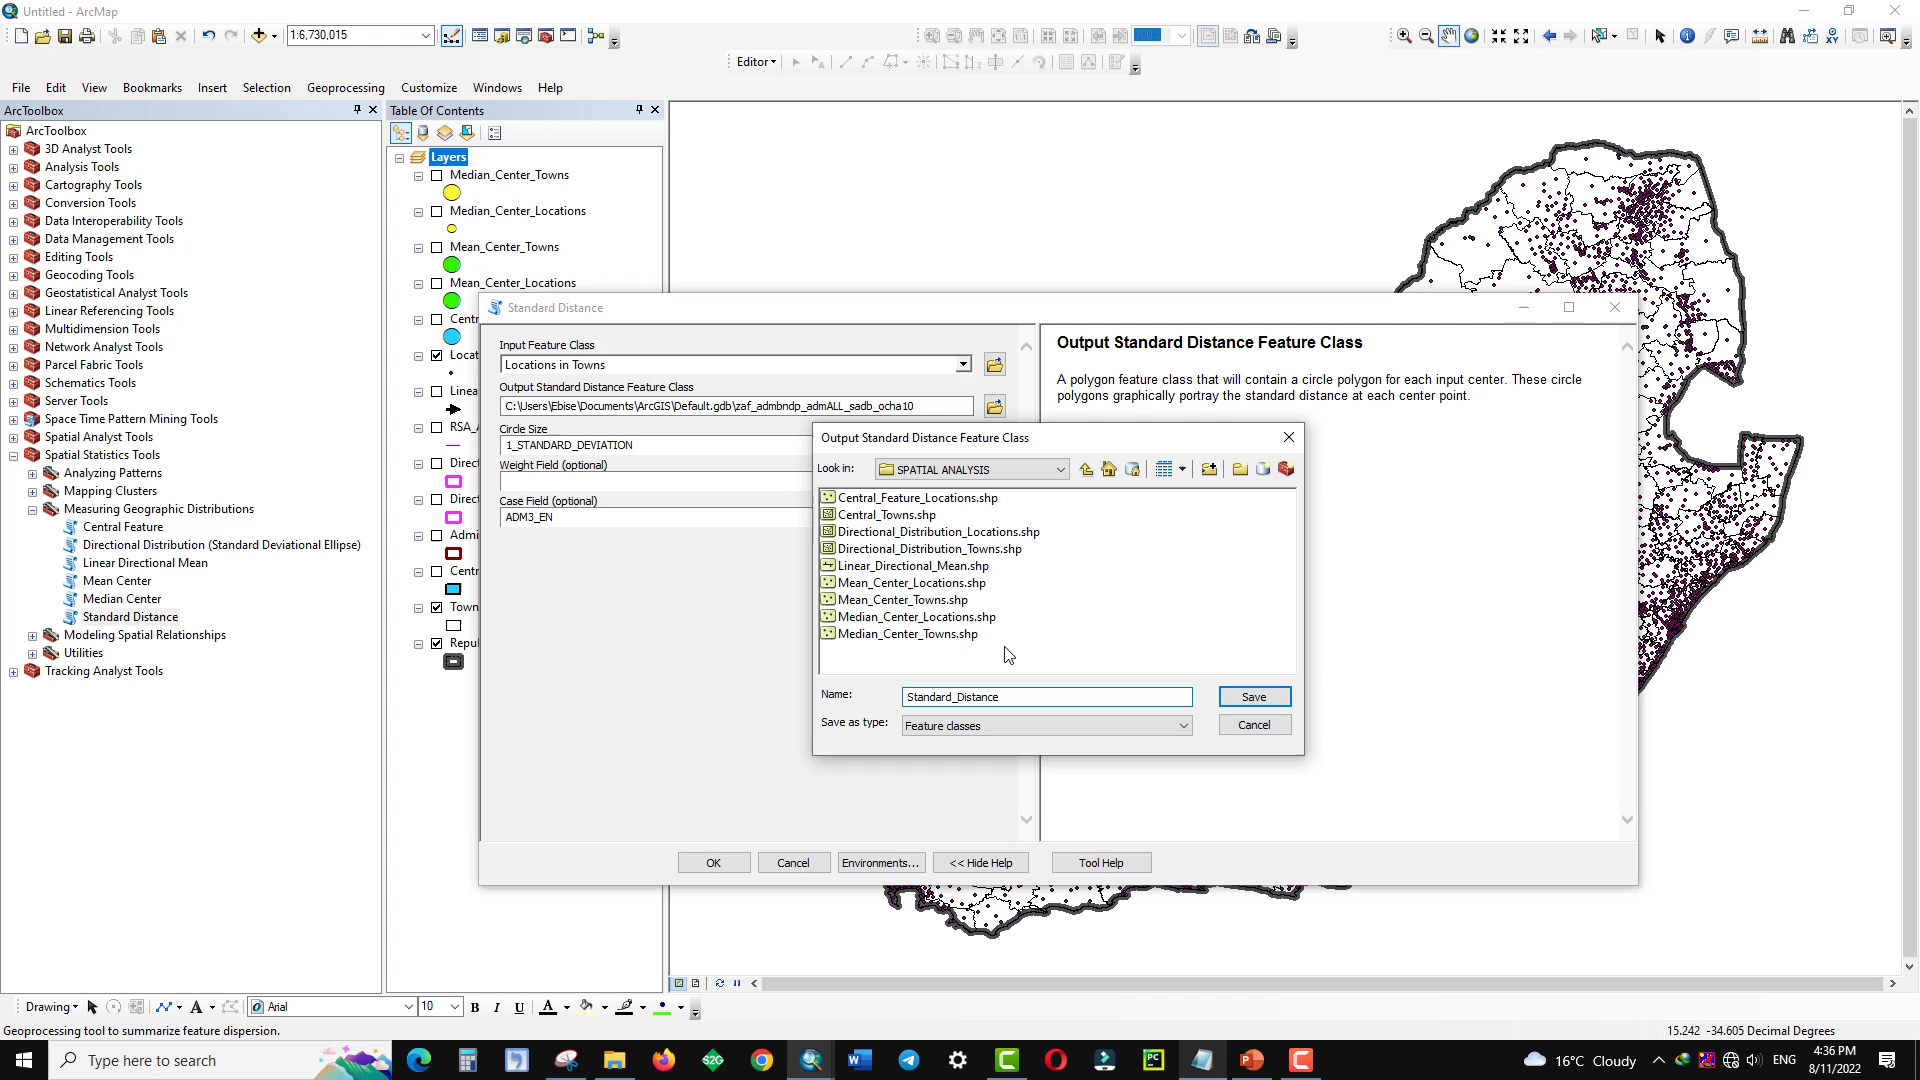 Untitled - ArcMap
1:6,730,015
100%
Editor
File Edit View Bookmarks Insert Selection Geoprocessing Customize Windows Help
ArcToolbox
ArcToolbox
3D Analyst Tools
Analysis Tools
Cartography Tools
Conversion Tools
Data Interoperability Tools
Data Management Tools
Editing Tools
Geocoding Tools
Geostatistical Analyst Tools
Linear Referencing Tools
Multidimension Tools
Network Analyst Tools
Parcel Fabric Tools
Schematics Tools
Server Tools
Space Time Pattern Mining Tools
Spatial Analyst Tools
Spatial Statistics Tools
Analyzing Patterns
Mapping Clusters
Measuring Geographic Distributions
Central Feature
Directional Distribution (Standard Deviational Ellipse)
Linear Directional Mean
Mean Center
Median Center
Standard Distance
Modeling Spatial Relationships
Utilities
Tracking Analyst Tools
Table Of Contents
Layers
Median_Center_Towns
Median_Center_Locations
Mean_Center_Towns
Mean_Center_Locations
Centr
Locat
Linea
RSA_
Direct
Direct
Admi
Centr
Town
Repul
Standard Distance
Input Feature Class
Locations in Towns
Output Standard Distance Feature Class
C:\Users\Ebise\Documents\ArcGIS\Default.gdb\zaf_admbndp_admALL_sadb_ocha10
Circle Size
1_STANDARD_DEVIATION
Weight Field (optional)
Case Field (optional)
ADM3_EN
OK Cancel Environments... << Hide Help Tool Help
Output Standard Distance Feature Class
A polygon feature class that will contain a circle polygon for each input center. These circle
polygons graphically portray the standard distance at each center point.
Output Standard Distance Feature Class
Look in: SPATIAL ANALYSIS
Central_Feature_Locations.shp
Central_Towns.shp
Directional_Distribution_Locations.shp
Directional_Distribution_Towns.shp
Linear_Directional_Mean.shp
Mean_Center_Locations.shp
Mean_Center_Towns.shp
Median_Center_Locations.shp
Median_Center_Towns.shp
Name: Standard_Distance Save
Save as type: Feature classes Cancel
Drawing A Arial 10 B I U A
Geoprocessing tool to summarize feature dispersion.
15.242 -34.605 Decimal Degrees
Type here to search
16°C Cloudy
ENG
4:36 PM
8/11/2022